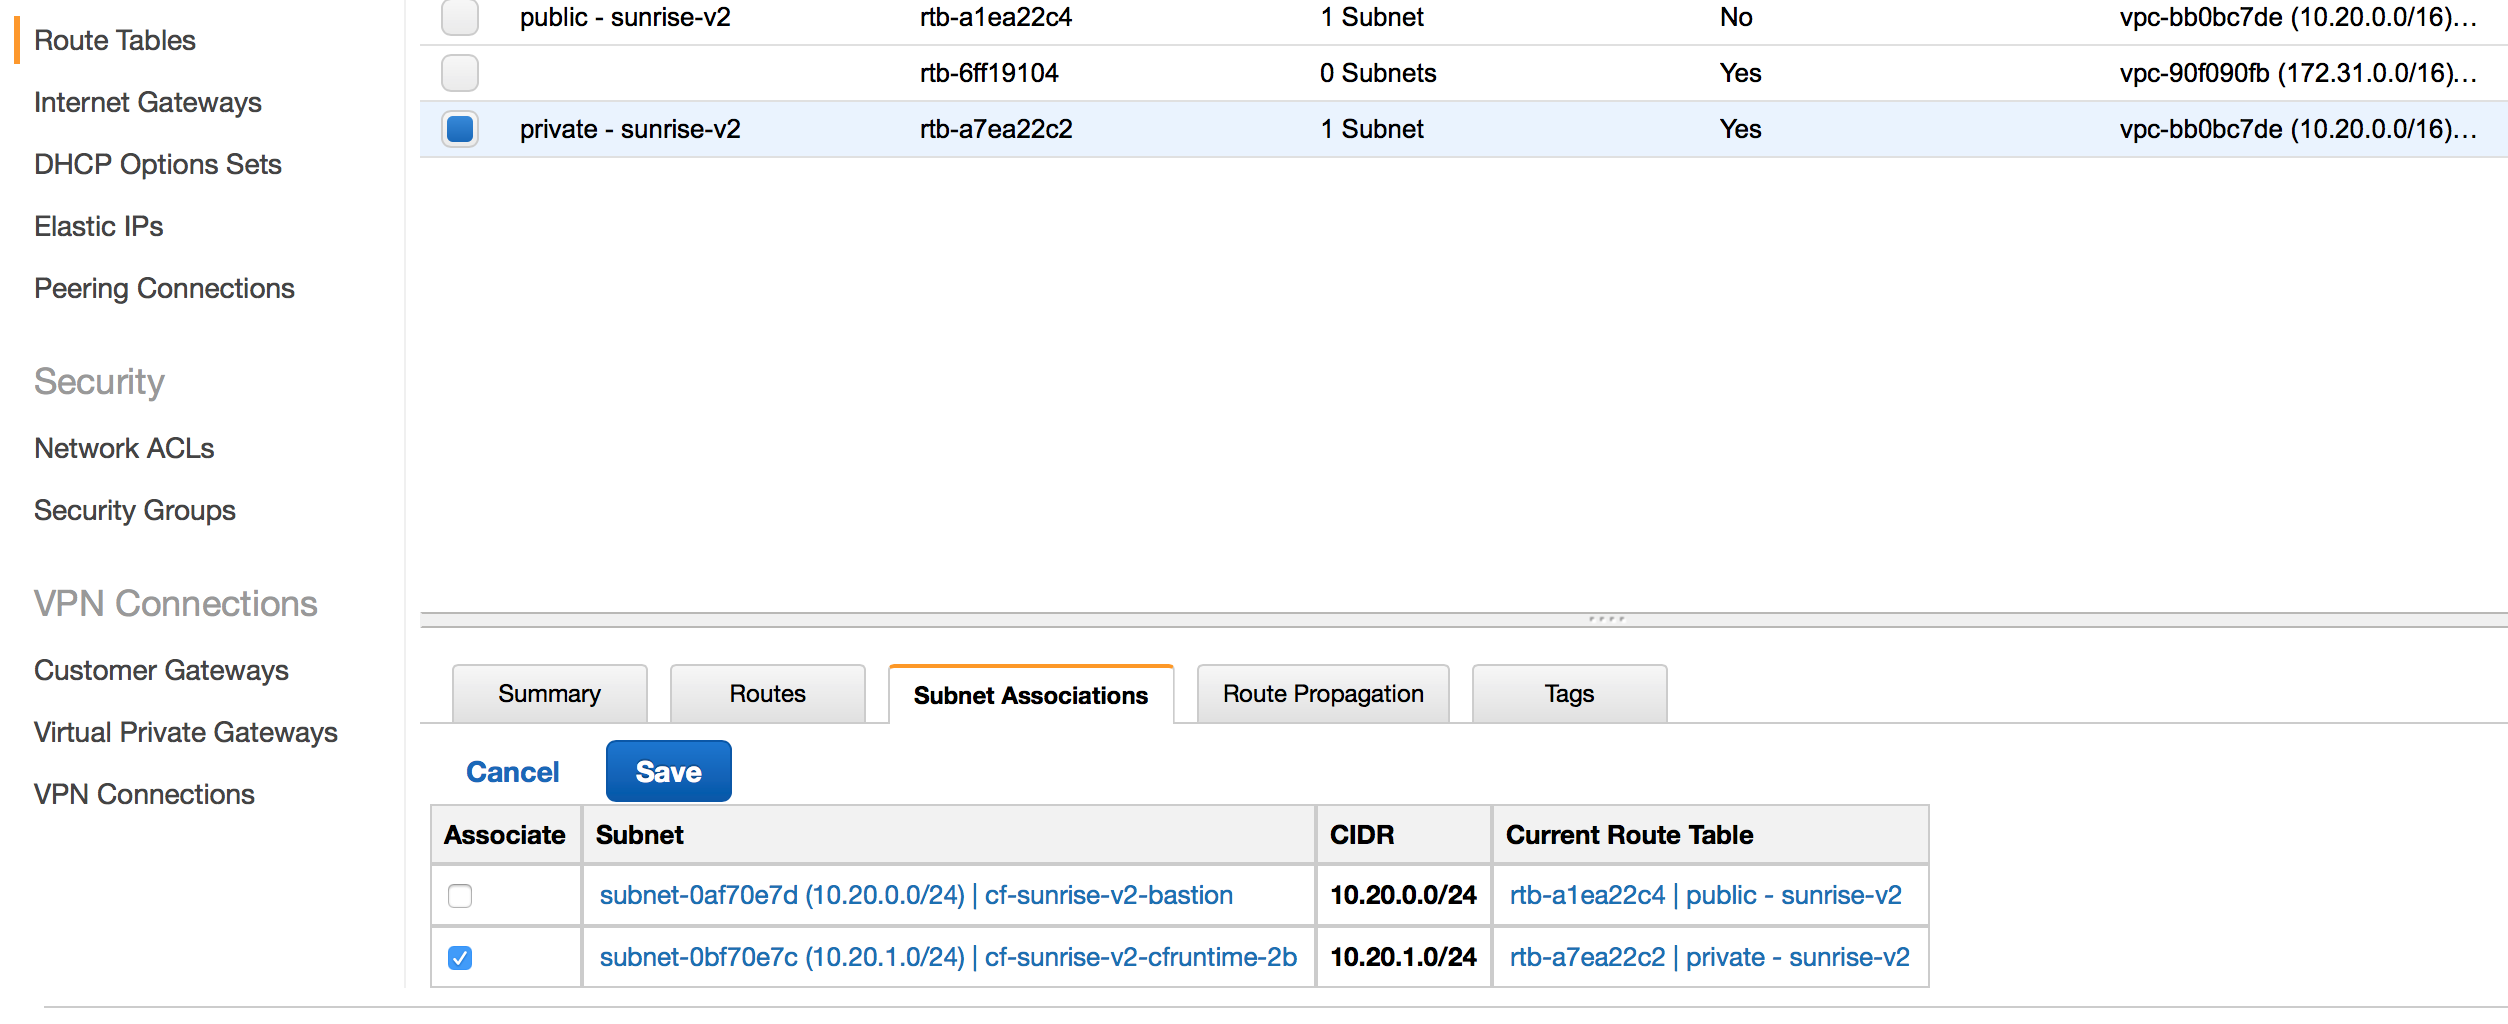 Route Tables
Internet Gateways
DHCP Options Sets
Elastic IPs
Peering Connections
Security
Network ACLs
Security Groups
VPN Connections
Customer Gateways
Virtual Private Gateways
VPN Connections
public - sunrise-v2 rtb-a1ea22c4 1 Subnet No vpc-bb0bc7de (10.20.0.0/16)...
rtb-6ff19104 0 Subnets Yes vpc-90f090fb (172.31.0.0/16)...
private - sunrise-v2 rtb-a7ea22c2 1 Subnet Yes vpc-bb0bc7de (10.20.0.0/16)...
Summary Routes Subnet Associations Route Propagation Tags
Cancel Save
Associate Subnet CIDR Current Route Table
subnet-0af70e7d (10.20.0.0/24) | cf-sunrise-v2-bastion 10.20.0.0/24 rtb-a1ea22c4 | public - sunrise-v2
subnet-0bf70e7c (10.20.1.0/24) | cf-sunrise-v2-cfruntime-2b 10.20.1.0/24 rtb-a7ea22c2 | private - sunrise-v2